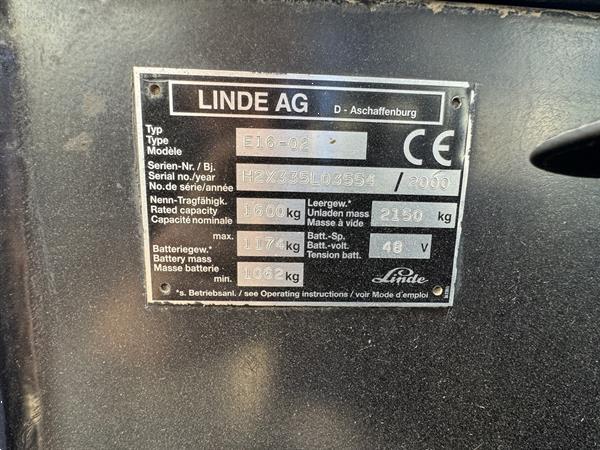 LINDE AG D - Aschaffenburg
Typ
Type
Modèle
E16-02
CE
Serien-Nr. / Bj.
Serial no./year
No.de série/année
H2X335L03554 / 2000
Nenn-Tragfähigk.
Rated capacity
Capacité nominale
1600 kg
Leergew.*
Unladen mass
Masse à vide
2150 kg
max.
1174 kg
Batteriegew.*
Battery mass
Masse batterie
min.
1062 kg
Batt.-Sp.
Batt.-volt.
Tension batt.
48 V
Linde
*s. Betriebsanl. / see Operating instructions / voir Mode d'emploi